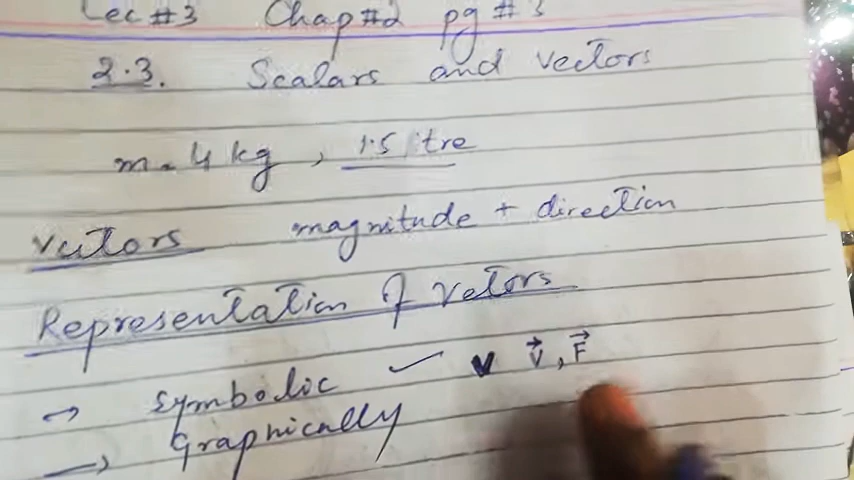 Lec #3 Chap #2 pg # 3
2.3. Scalars and vectors
m = 4 kg , 1.5 litre
Vectors magnitude + direction
Representation of Vetors
→ Symbolic ✓ V V⃗, F⃗
→ Graphically